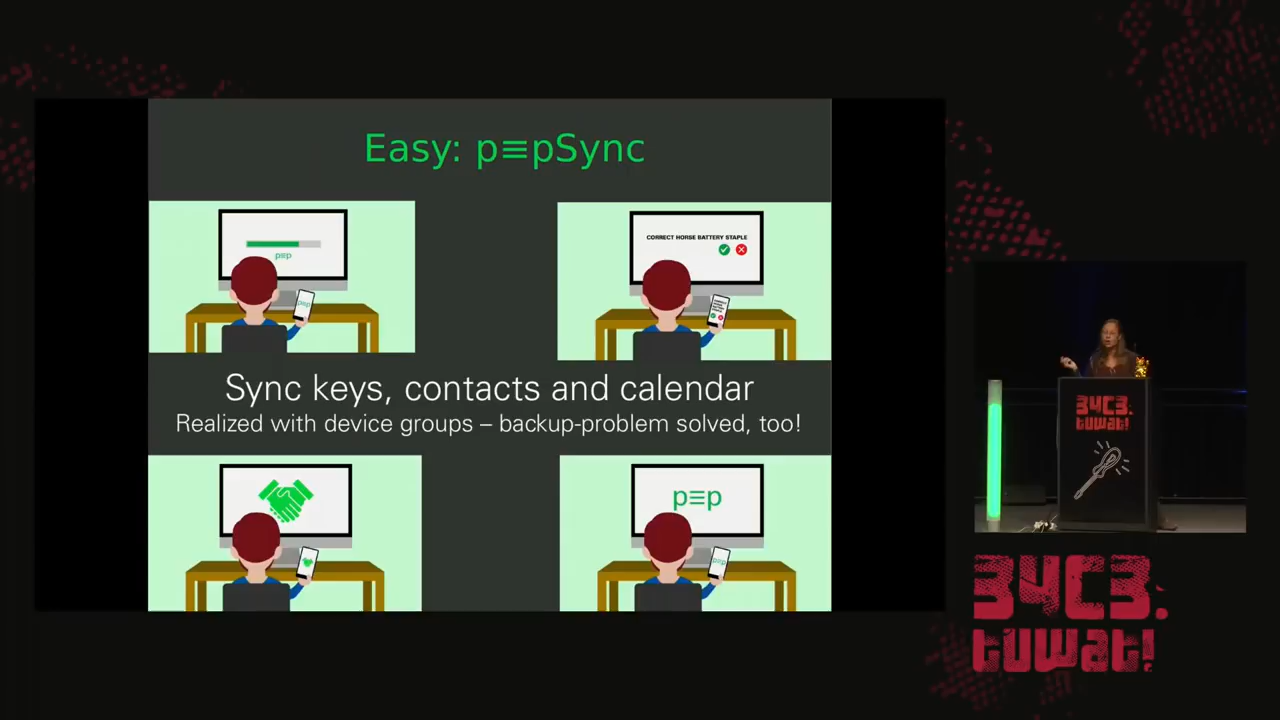 Easy: p≡pSync
p≡p
CORRECT HORSE BATTERY STAPLE
Sync keys, contacts and calendar
Realized with device groups – backup-problem solved, too!
p≡p
p≡p
p≡p
34C3.
tuwat!
34C3.
tuwat!